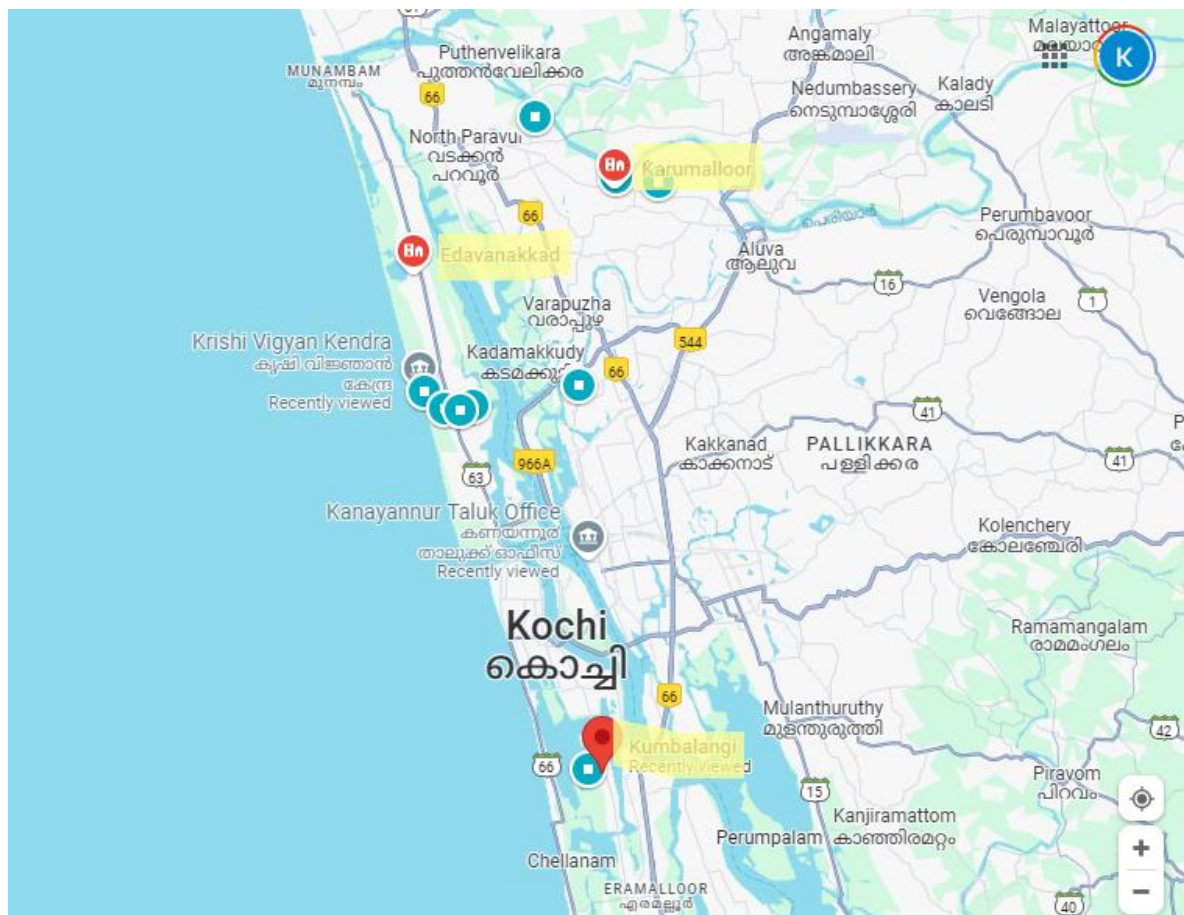 Malayattoor
Angamaly
അങ്കമാലി
K
Puthenvelikara
പുത്തൻവേലിക്കര
MUNAMBAM
മുനമ്പം
Nedumbassery
നെടുമ്പാശ്ശേരി
Kalady
കാലടി
66
North Paravur
വടക്കൻ
പറവൂർ
Karumalloor
66
പെരിയാർ
Perumbavoor
പെരുമ്പാവൂർ
Edavanakkad
Aluva
ആലുവ
16
Varapuzha
വരാപ്പുഴ
Vengola
വെങ്ങോല
1
Krishi Vigyan Kendra
കൃഷി വിജ്ഞാൻ
കേന്ദ്ര
Recently viewed
Kadamakkudy
544
66
41
Kakkanad
കാക്കനാട്
PALLIKKARA
പള്ളിക്കര
41
966A
63
Kanayannur Taluk Office
കണയന്നൂർ
താലൂക്ക് ഓഫീസ്
Recently viewed
Kolenchery
കോലഞ്ചേരി
Kochi
കൊച്ചി
Ramamangalam
രാമമംഗലം
66
Mulanthuruthy
മുളന്തുരുത്തി
42
Kumbalangi
Recently viewed
66
Piravom
പിറവം
15
Kanjiramattom
കാഞ്ഞിരമറ്റം
Perumpalam
Chellanam
ERAMALLOOR
എരമല്ലൂർ
40